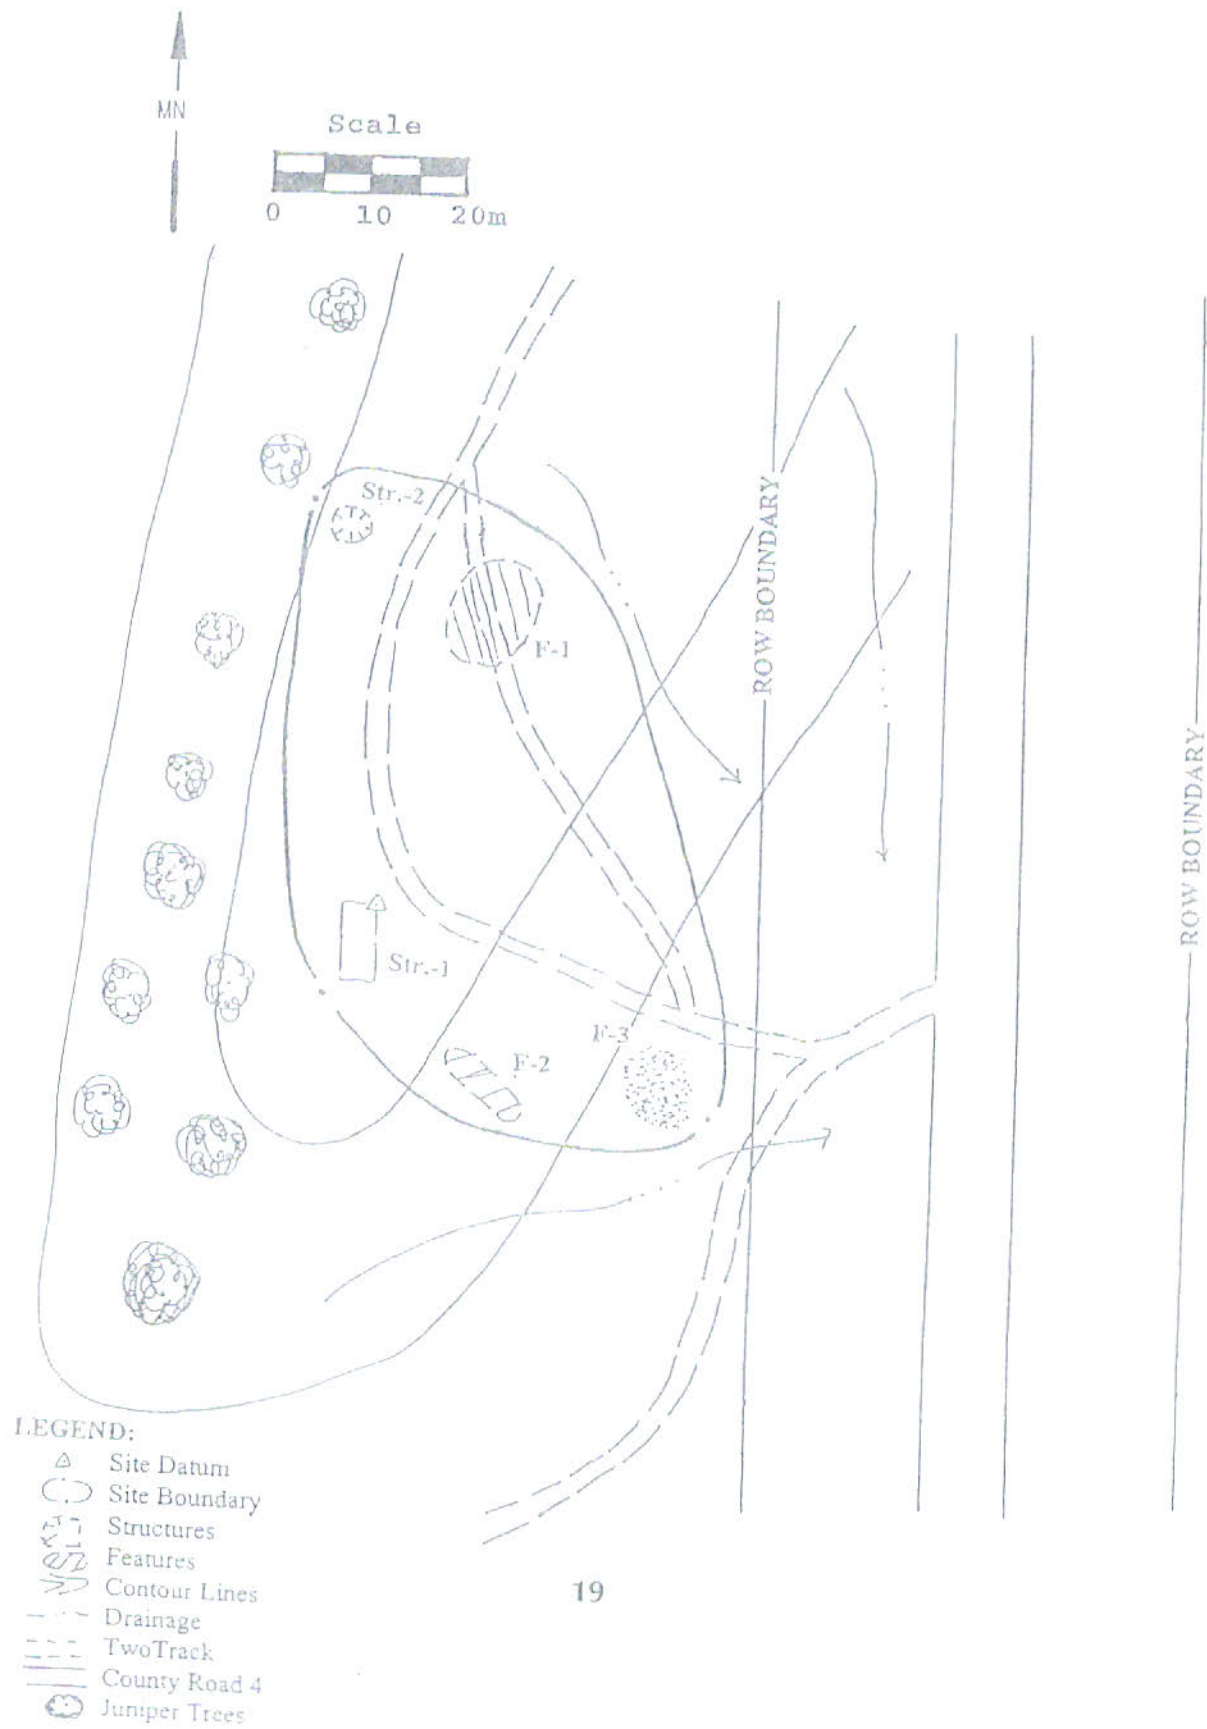 MN
Scale
0 10 20m
Str.-2
F-1
ROW BOUNDARY
ROW BOUNDARY
Str.-1
F-3
F-2
LEGEND:
Site Datum
Site Boundary
Structures
Features
Contour Lines
Drainage
TwoTrack
County Road 4
Juniper Trees
19